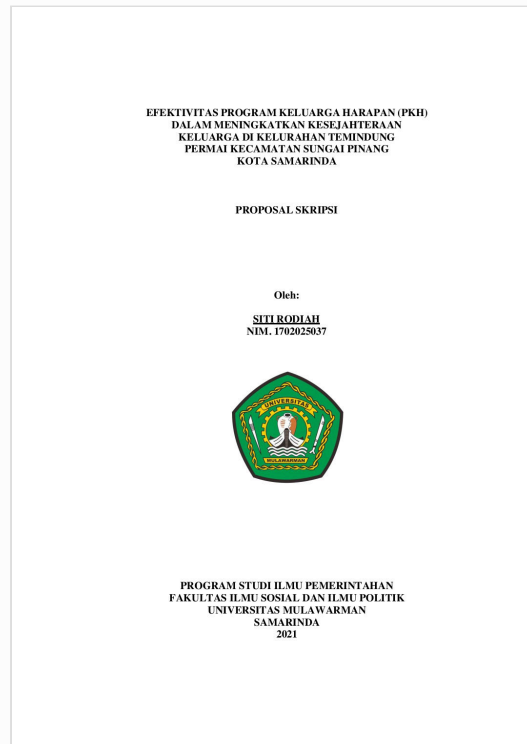 EFEKTIVITAS PROGRAM KELUARGA HARAPAN (PKH)
DALAM MENINGKATKAN KESEJAHTERAAN
KELUARGA DI KELURAHAN TEMINDUNG
PERMAI KECAMATAN SUNGAI PINANG
KOTA SAMARINDA
PROPOSAL SKRIPSI
Oleh:
SITI RODIAH
NIM. 1702025037
UNIVERSITAS
MULAWARMAN
PROGRAM STUDI ILMU PEMERINTAHAN
FAKULTAS ILMU SOSIAL DAN ILMU POLITIK
UNIVERSITAS MULAWARMAN
SAMARINDA
2021